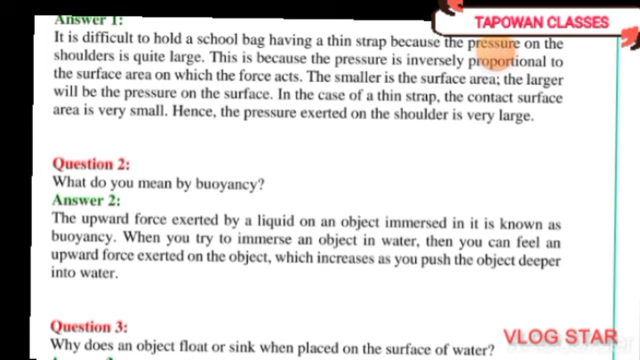 Answer 1:
TAPOWAN CLASSES
It is difficult to hold a school bag having a thin strap because the pressure on the
shoulders is quite large. This is because the pressure is inversely proportional to
the surface area on which the force acts. The smaller is the surface area; the larger
will be the pressure on the surface. In the case of a thin strap, the contact surface
area is very small. Hence, the pressure exerted on the shoulder is very large.
Question 2:
What do you mean by buoyancy?
Answer 2:
The upward force exerted by a liquid on an object immersed in it is known as
buoyancy. When you try to immerse an object in water, then you can feel an
upward force exerted on the object, which increases as you push the object deeper
into water.
Question 3:
VLOG STAR
Why does an object float or sink when placed on the surface of water?